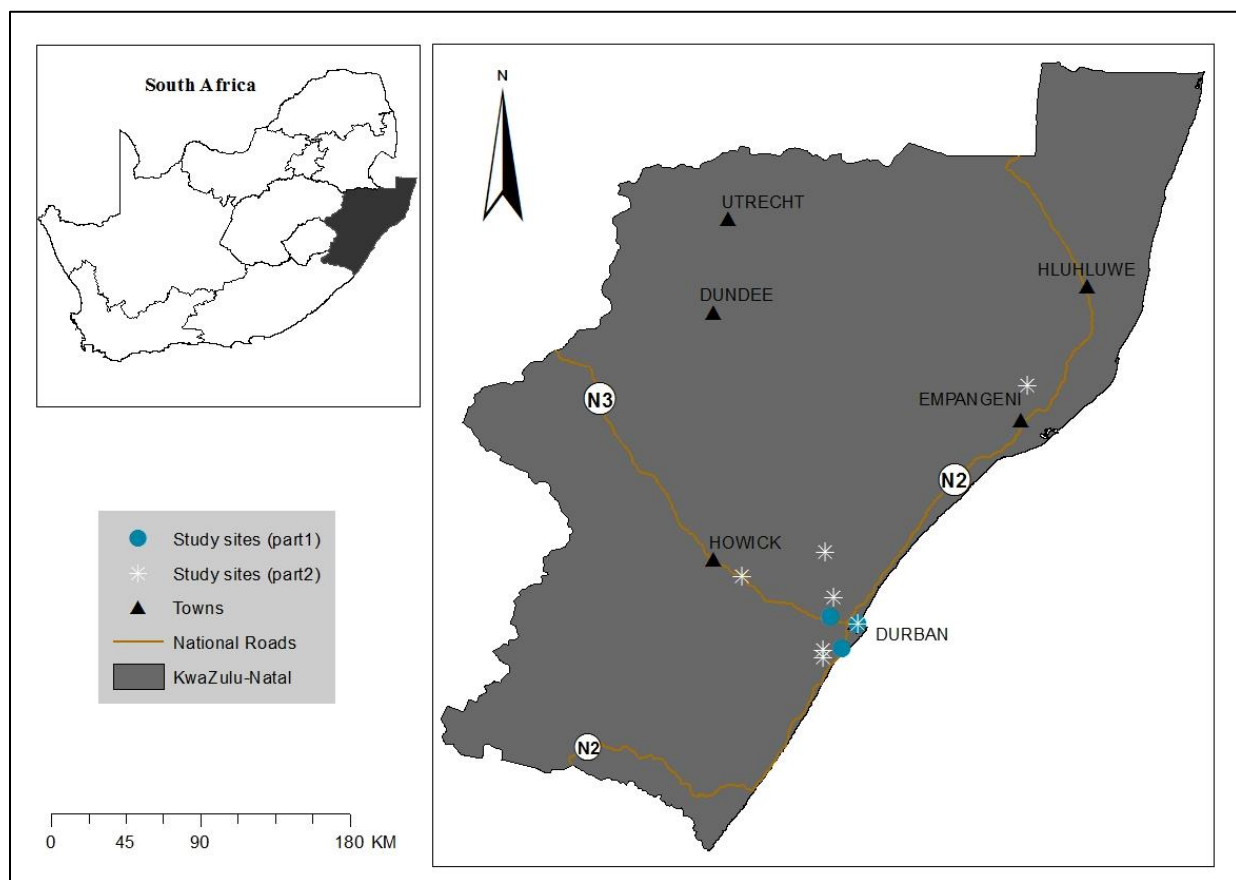 South Africa
N
UTRECHT
HLUHLUWE
DUNDEE
N3
EMPANGENI
N2
HOWICK
DURBAN
N2
Study sites (part1)
Study sites (part2)
Towns
National Roads
KwaZulu-Natal
0 45 90 180 KM